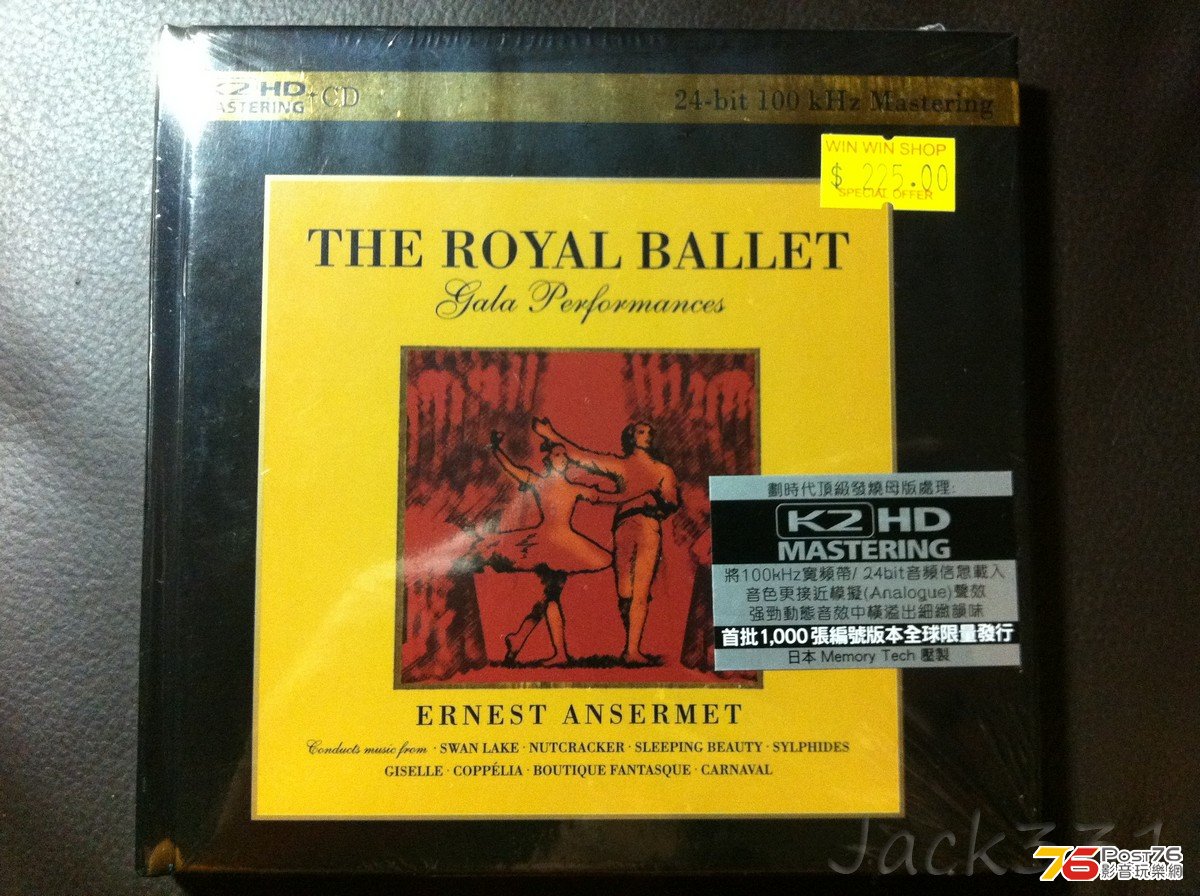 K2 HD MASTERING +CD
24-bit 100 kHz Mastering
WIN WIN SHOP
$ 225.00
SPECIAL OFFER
THE ROYAL BALLET
Gala Performances
劃時代頂級發燒母版處理:
K2 HD
MASTERING
將100kHz寬頻帶/ 24bit音頻信息載入
音色更接近模擬(Analogue)聲效
强勁動態音效中橫溢出細緻韻味
首批1,000張編號版本全球限量發行
日本 Memory Tech 壓製
ERNEST ANSERMET
Conducts music from · SWAN LAKE · NUTCRACKER · SLEEPING BEAUTY · SYLPHIDES
GISELLE · COPPÉLIA · BOUTIQUE FANTASQUE · CARNAVAL
Jack331
76 Post76
影音玩樂網